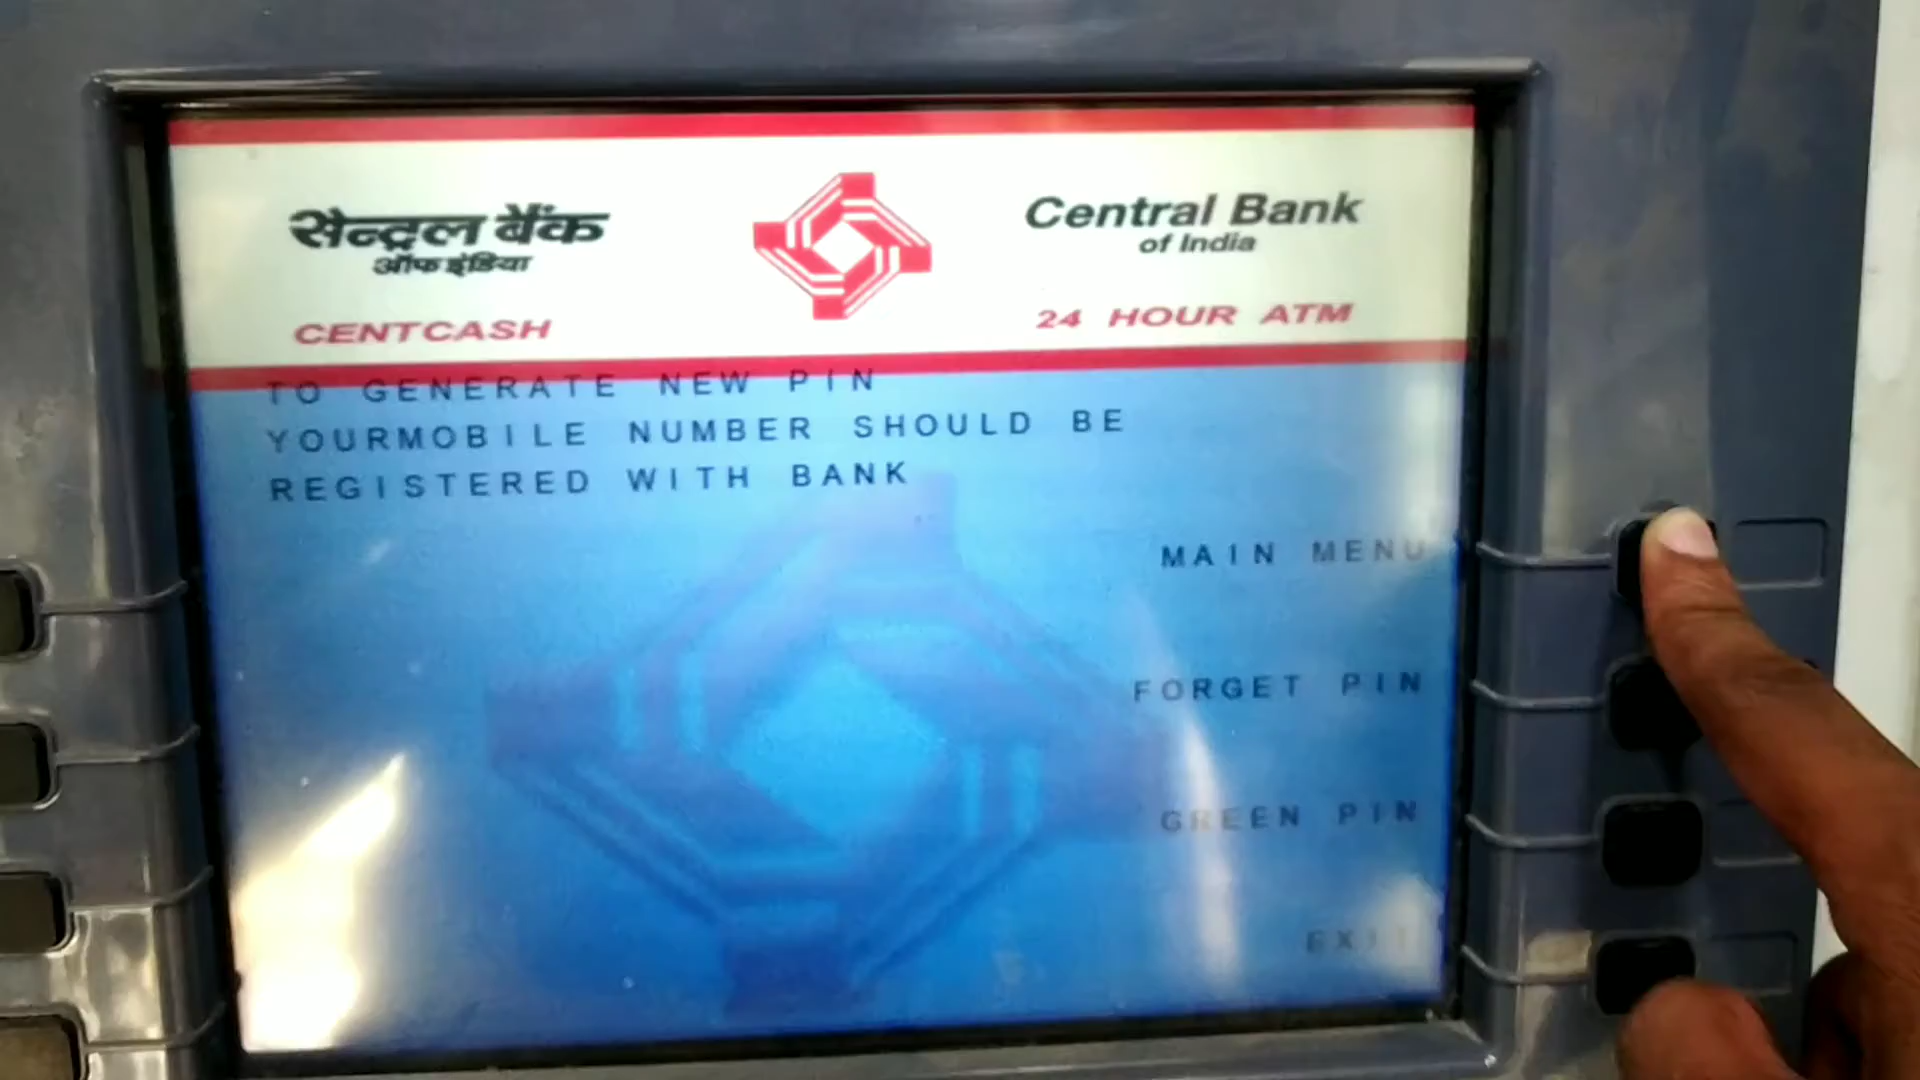 सेन्ट्रल बैंक
ऑफ इंडिया
CENTCASH
Central Bank
of India
24 HOUR ATM
TO GENERATE NEW PIN
YOURMOBILE NUMBER SHOULD BE
REGISTERED WITH BANK
MAIN MENU
FORGET PIN
GREEN PIN
EXIT